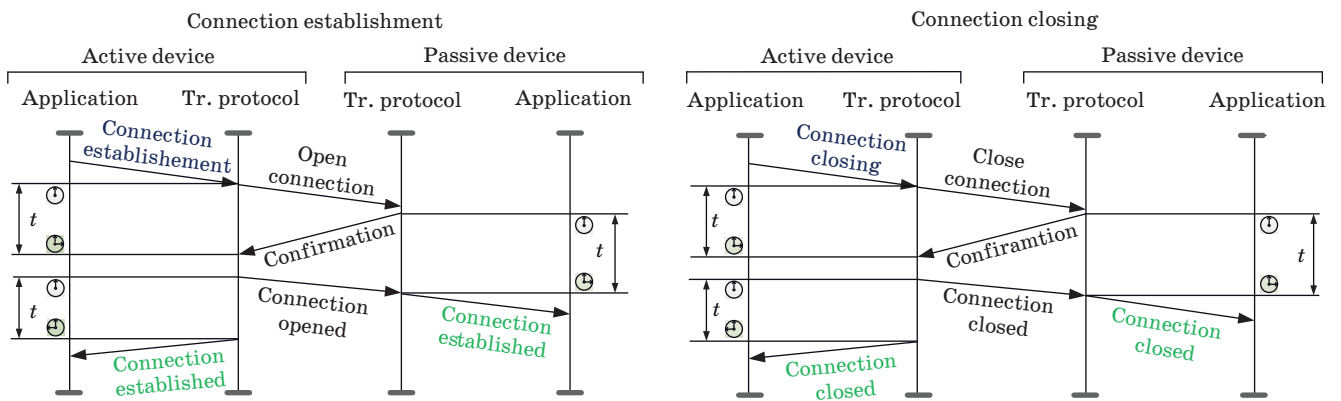 Connection establishment
Active device
Passive device
Application
Tr. protocol
Tr. protocol
Application
Connection
establishement
Open
connection
t
Confirmation
t
t
Connection
opened
Connection
established
Connection
established
Connection closing
Active device
Passive device
Application
Tr. protocol
Tr. protocol
Application
Connection
closing
Close
connection
t
Confiramtion
t
t
Connection
closed
Connection
closed
Connection
closed